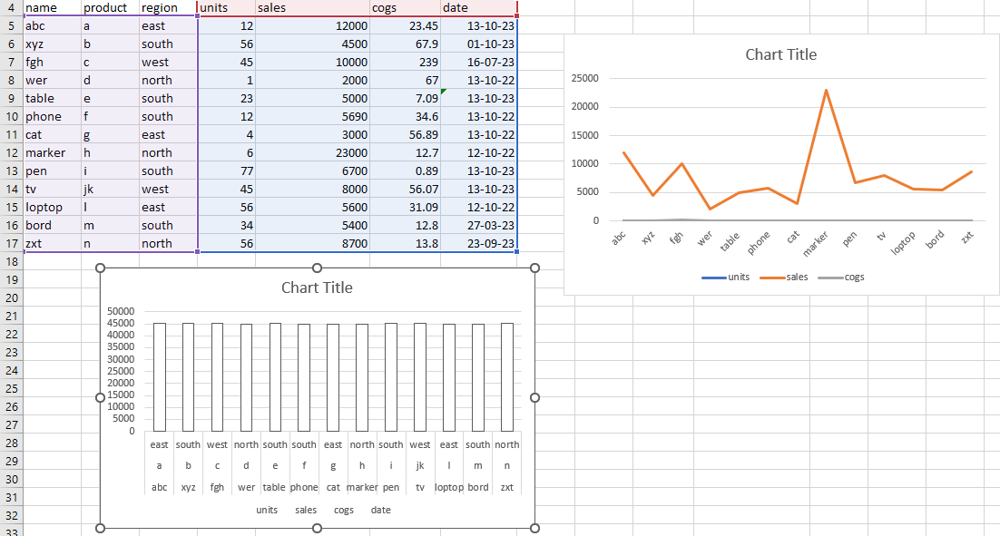 4 name product region units sales cogs date
5 abc a east 12 12000 23.45 13-10-23
6 xyz b south 56 4500 67.9 01-10-23
7 fgh c west 45 10000 239 16-07-23
8 wer d north 1 2000 67 13-10-22
9 table e south 23 5000 7.09 13-10-23
10 phone f south 12 5690 34.6 13-10-22
11 cat g east 4 3000 56.89 13-10-22
12 marker h north 6 23000 12.7 12-10-22
13 pen i south 77 6700 0.89 13-10-23
14 tv jk west 45 8000 56.07 13-10-23
15 loptop l east 56 5600 31.09 12-10-22
16 bord m south 34 5400 12.8 27-03-23
17 zxt n north 56 8700 13.8 23-09-23
18
19
20
21
22
23
24
25
26
27
28
29
30
31
32
33
Chart Title
25000
20000
15000
10000
5000
0
abc xyz fgh wer table phone cat marker pen tv loptop bord zxt
units sales cogs
Chart Title
50000
45000
40000
35000
30000
25000
20000
15000
10000
5000
0
east south west north south south east north south west east south north
a b c d e f g h i jk l m n
abc xyz fgh wer table phone cat marker pen tv loptop bord zxt
units sales cogs date